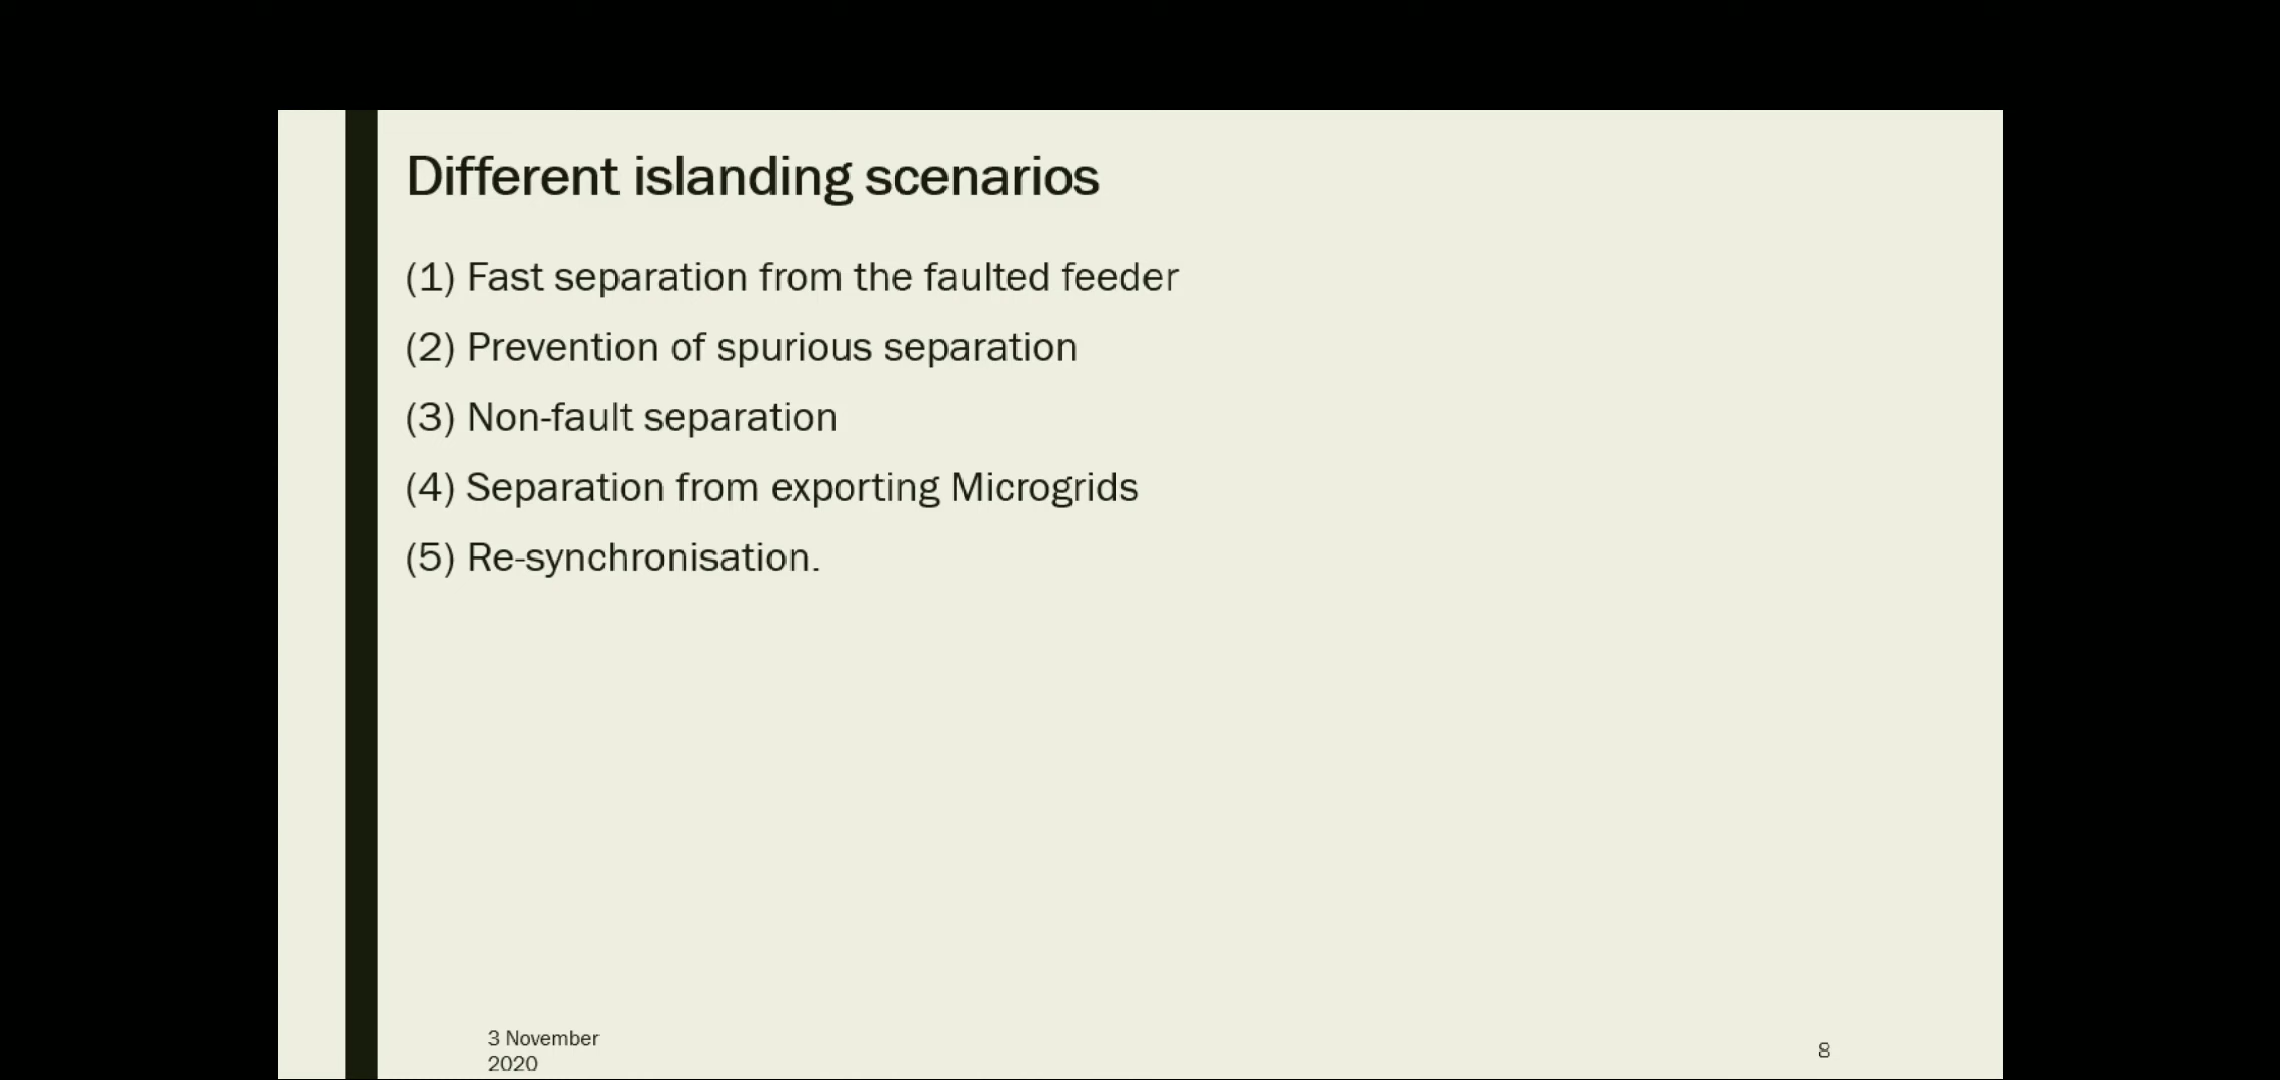 Different islanding scenarios
(1) Fast separation from the faulted feeder
(2) Prevention of spurious separation
(3) Non-fault separation
(4) Separation from exporting Microgrids
(5) Re-synchronisation.
3 November
2020
8